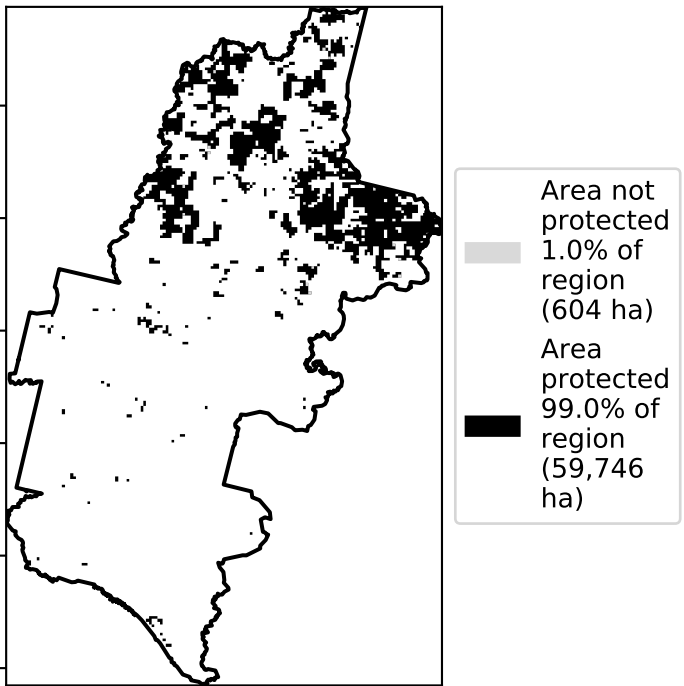 Area not
protected
1.0% of
region
(604 ha)
Area
protected
99.0% of
region
(59,746
ha)